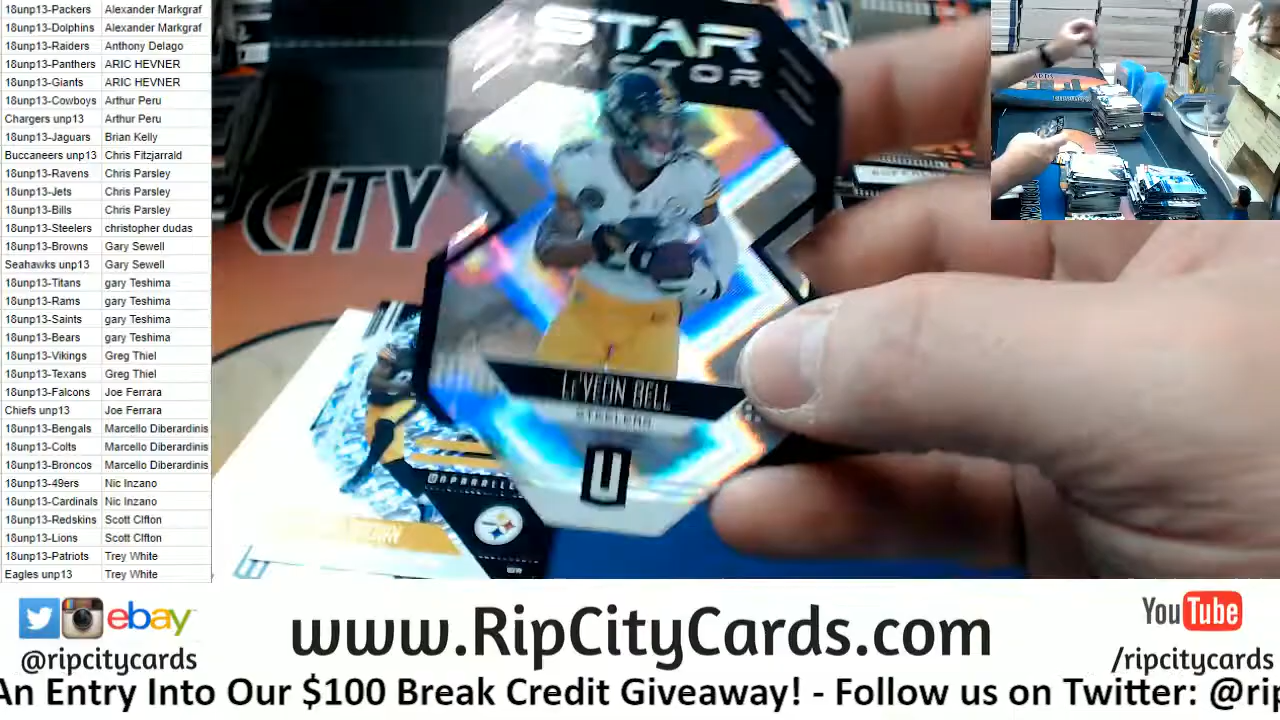 18unp13-Packers Alexander Markgraf
18unp13-Dolphins Alexander Markgraf
18unp13-Raiders Anthony Delago
18unp13-Panthers ARIC HEVNER
18unp13-Giants ARIC HEVNER
18unp13-Cowboys Arthur Peru
Chargers unp13 Arthur Peru
18unp13-Jaguars Brian Kelly
Buccaneers unp13 Chris Fitzjarrald
18unp13-Ravens Chris Parsley
18unp13-Jets Chris Parsley
18unp13-Bills Chris Parsley
18unp13-Steelers christopher dudas
18unp13-Browns Gary Sewell
Seahawks unp13 Gary Sewell
18unp13-Titans gary Teshima
18unp13-Rams gary Teshima
18unp13-Saints gary Teshima
18unp13-Bears gary Teshima
18unp13-Vikings Greg Thiel
18unp13-Texans Greg Thiel
18unp13-Falcons Joe Ferrara
Chiefs unp13 Joe Ferrara
18unp13-Bengals Marcello Diberardinis
18unp13-Colts Marcello Diberardinis
18unp13-Broncos Marcello Diberardinis
18unp13-49ers Nic Inzano
18unp13-Cardinals Nic Inzano
18unp13-Redskins Scott Clfton
18unp13-Lions Scott Clfton
18unp13-Patriots Trey White
Eagles unp13 Trey White
STAR
FACTOR
LE'VEON BELL
STEELERS
U
CITY
ebay
@ripcitycards
www.RipCityCards.com
YouTube
/ripcitycards
An Entry Into Our $100 Break Credit Giveaway! - Follow us on Twitter: @rip